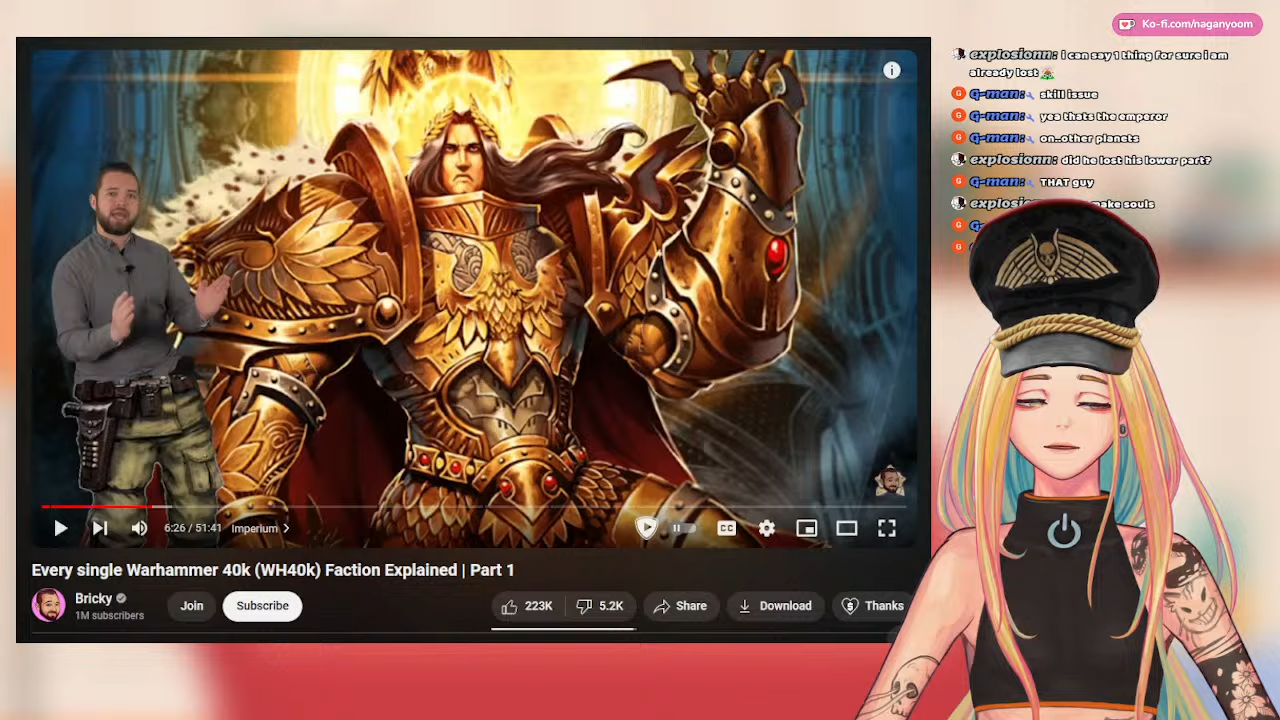 Ko-fi.com/naganyoom
explosionn: i can say 1 thing for sure i am
already lost
G-man: skill issue
G-man: yea thats the emperor
G-man: on..other planets
explosionn: did he lost his lower part?
G-man: THAT guy
make souls
6:26 / 51:41 Imperium
CC
Every single Warhammer 40k (WH40k) Faction Explained | Part 1
Bricky
1M subscribers
Join
Subscribe
223K
5.2K
Share
Download
Thanks